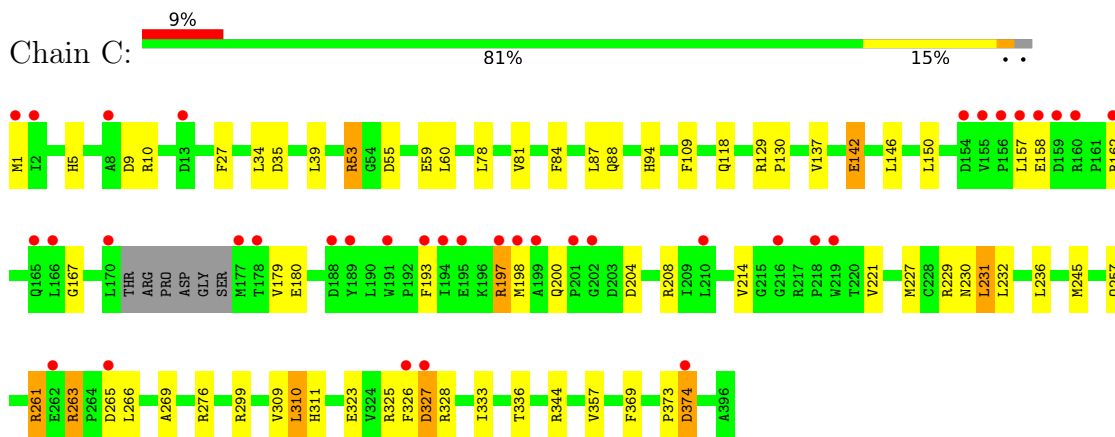 9%
Chain C:
81% 15% • •
M1 I2 H5 A8 D9 R10 D13 F27 L34 D35 L39 R53 G54 D55 E59 L60 L78 V81 F84 L87 Q88 H94 F109 Q118 R129 P130 V137 E142 L146 L150 D154 V155 P156 L157 E158 D159 R160 P161
Q165 L166 G167 L170 THR ARG PRO ASP GLY SER M177 T178 V179 E180 D188 Y189 L190 W191 P192 F193 I194 E195 K196 R197 M198 A199 Q200 P201 G202 D203 D204 R208 I209 L210 V214 G215 G216 R217 P218 W219 T220 V221 M227 C228 R229 N230 L231 L232 L236 M245
R261 E262 R263 P264 D265 L266 A269 R276 R299 V309 L310 H311 E323 V324 R325 F326 D327 R328 I333 T336 R344 V357 F369 P373 D374 A396